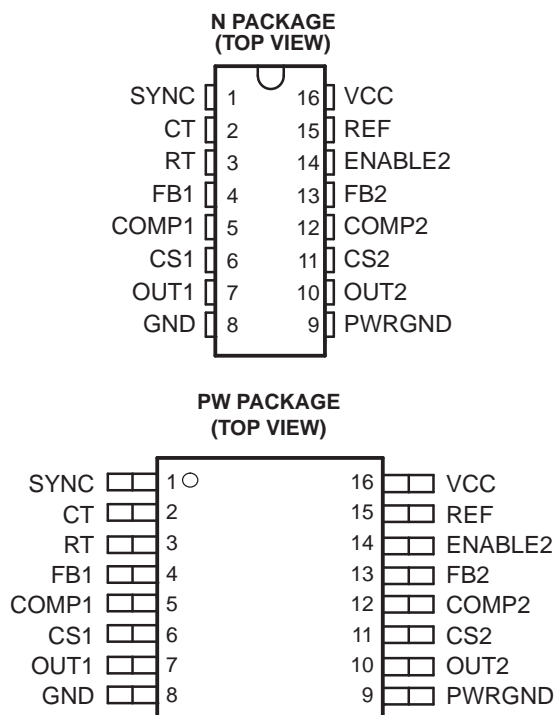 N PACKAGE
(TOP VIEW)
SYNC 1 16 VCC
CT 2 15 REF
RT 3 14 ENABLE2
FB1 4 13 FB2
COMP1 5 12 COMP2
CS1 6 11 CS2
OUT1 7 10 OUT2
GND 8 9 PWRGND
PW PACKAGE
(TOP VIEW)
SYNC 1 16 VCC
CT 2 15 REF
RT 3 14 ENABLE2
FB1 4 13 FB2
COMP1 5 12 COMP2
CS1 6 11 CS2
OUT1 7 10 OUT2
GND 8 9 PWRGND